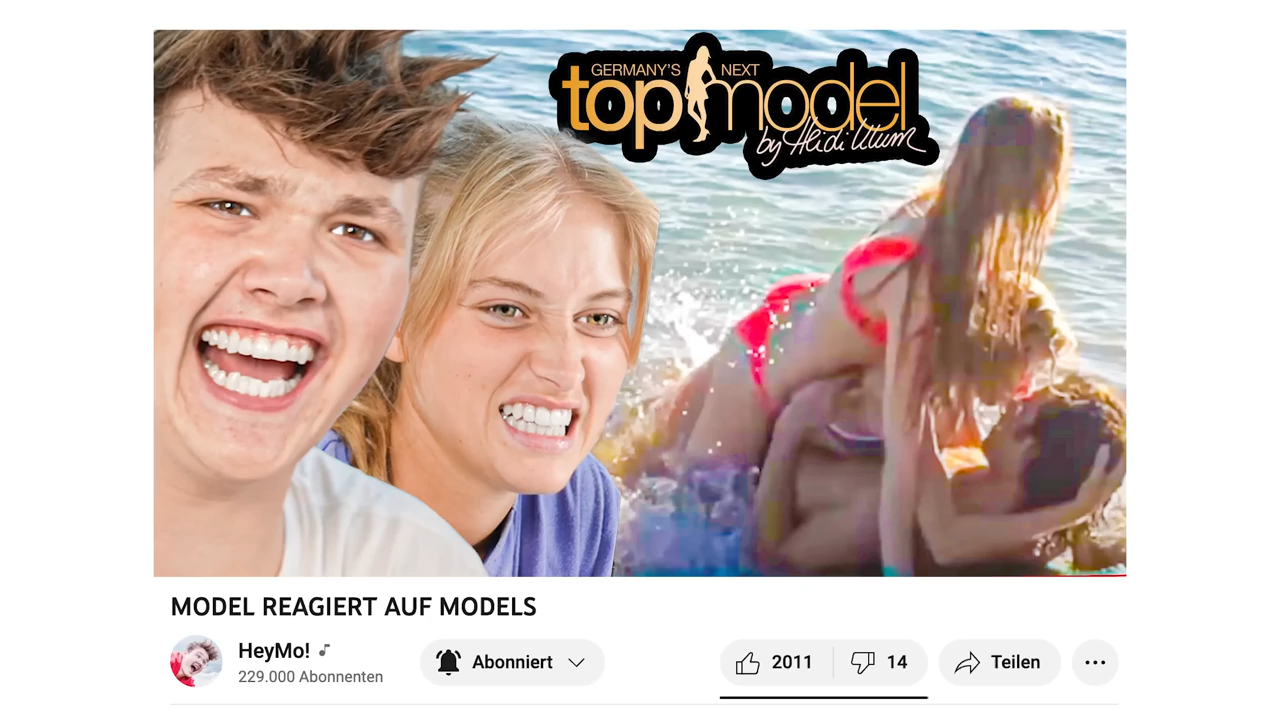 GERMANY'S NEXT
topmodel
by Heidi Klum
MODEL REAGIERT AUF MODELS
HeyMo!
229.000 Abonnenten
Abonniert
2011
14
Teilen